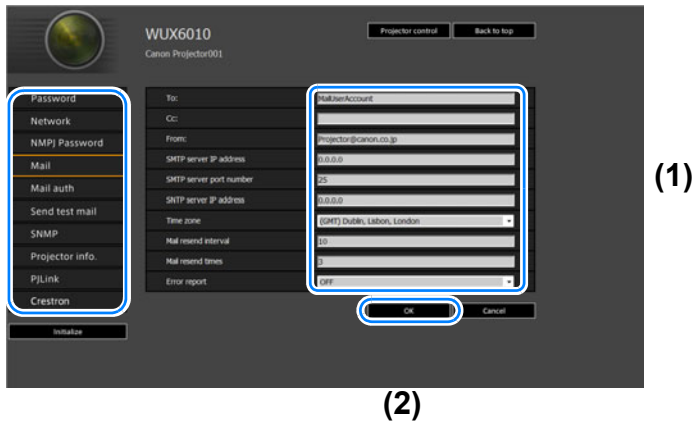 WUX6010
Canon Projector001
Projector control
Back to top
Password
Network
NMPJ Password
Mail
Mail auth
Send test mail
SNMP
Projector info.
PJLink
Crestron
Initialize
To: MailUserAccount
Cc:
From: Projector@canon.co.jp
SMTP server IP address 0.0.0.0
SMTP server port number 25
SNTP server IP address 0.0.0.0
Time zone (GMT) Dublin, Lisbon, London
Mail resend interval 10
Mail resend times
Error report OFF
OK
Cancel
(1)
(2)